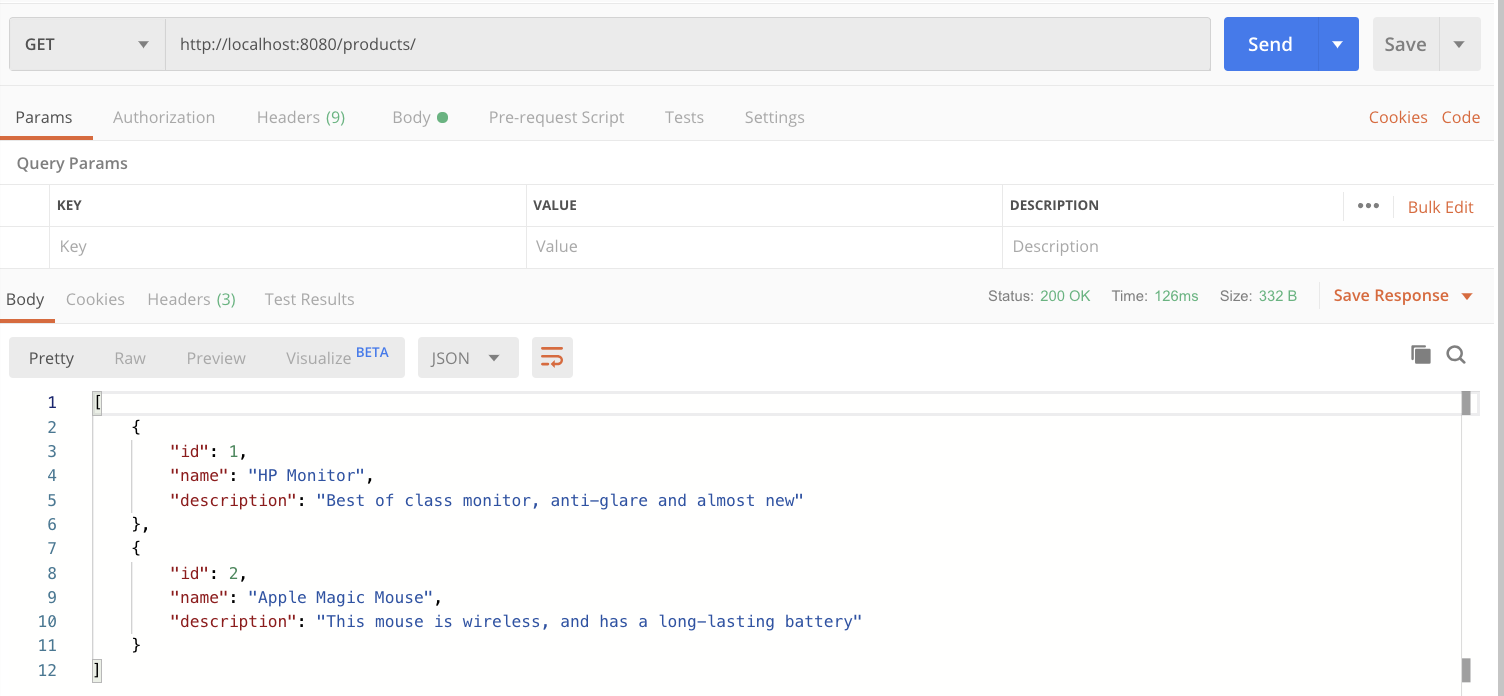 GET http://localhost:8080/products/ Send Save
Params Authorization Headers (9) Body Pre-request Script Tests Settings Cookies Code
Query Params
KEY VALUE DESCRIPTION ••• Bulk Edit
Key Value Description
Body Cookies Headers (3) Test Results Status: 200 OK Time: 126ms Size: 332 B Save Response
Pretty Raw Preview Visualize BETA JSON
1 [
2 {
3 "id": 1,
4 "name": "HP Monitor",
5 "description": "Best of class monitor, anti-glare and almost new"
6 },
7 {
8 "id": 2,
9 "name": "Apple Magic Mouse",
10 "description": "This mouse is wireless, and has a long-lasting battery"
11 }
12 ]